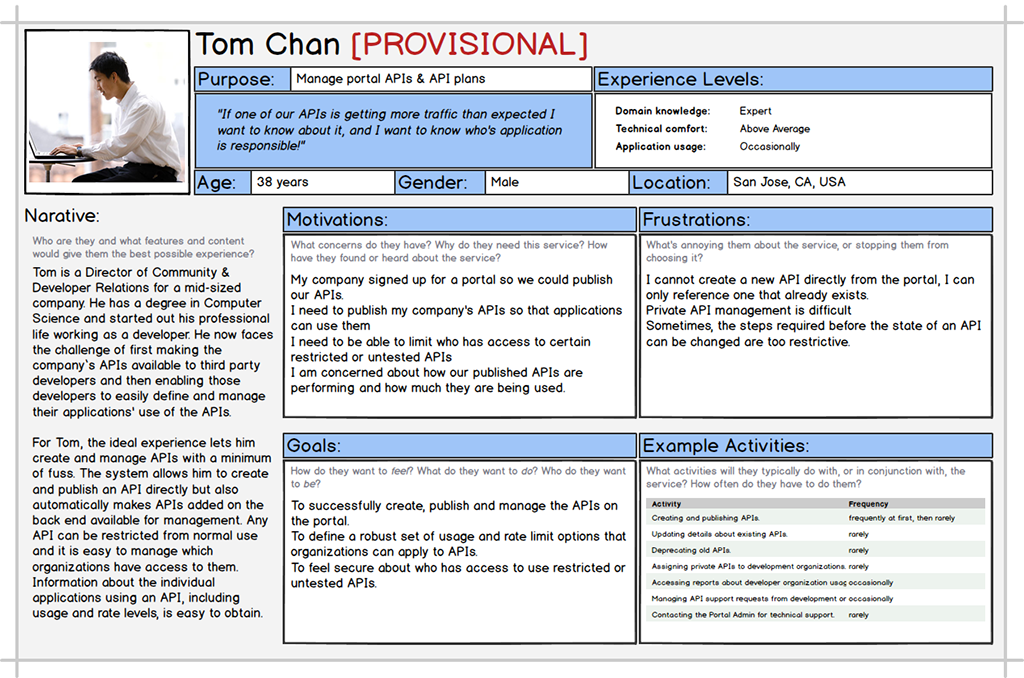 Tom Chan [PROVISIONAL]
Purpose:
Manage portal APIs & API plans
Experience Levels:
"If one of our APIs is getting more traffic than expected I
want to know about it, and I want to know who's application
is responsible!"
Domain knowledge: Expert
Technical comfort: Above Average
Application usage: Occasionally
Age:
38 years
Gender:
Male
Location:
San Jose, CA, USA
Narative:
Who are they and what features and content
would give them the best possible experience?
Tom is a Director of Community &
Developer Relations for a mid-sized
company. He has a degree in Computer
Science and started out his professional
life working as a developer. He now faces
the challenge of first making the
company`s APIs available to third party
developers and then enabling those
developers to easily define and manage
their applications' use of the APIs.
For Tom, the ideal experience lets him
create and manage APIs with a minimum
of fuss. The system allows him to create
and publish an API directly but also
automatically makes APIs added on the
back end available for management. Any
API can be restricted from normal use
and it is easy to manage which
organizations have access to them.
Information about the individual
applications using an API, including
usage and rate levels, is easy to obtain.
Motivations:
What concerns do they have? Why do they need this service? How
have they found or heard about the service?
My company signed up for a portal so we could publish
our APIs.
I need to publish my company's APIs so that applications
can use them
I need to be able to limit who has access to certain
restricted or untested APIs
I am concerned about how our published APIs are
performing and how much they are being used.
Frustrations:
What's annoying them about the service, or stopping them from
choosing it?
I cannot create a new API directly from the portal, I can
only reference one that already exists.
Private API management is difficult
Sometimes, the steps required before the state of an API
can be changed are too restrictive.
Goals:
How do they want to feel? What do they want to do? Who do they want
to be?
To successfully create, publish and manage the APIs on
the portal.
To define a robust set of usage and rate limit options that
organizations can apply to APIs.
To feel secure about who has access to use restricted or
untested APIs.
Example Activities:
What activities will they typically do with, or in conjunction with, the
service? How often do they have to do them?
Activity Frequency
Creating and publishing APIs. frequently at first, then rarely
Updating details about existing APIs. rarely
Deprecating old APIs. rarely
Assigning private APIs to development organizations. rarely
Accessing reports about developer organization usag occasionally
Managing API support requests from development or occasionally
Contacting the Portal Admin for technical support. rarely